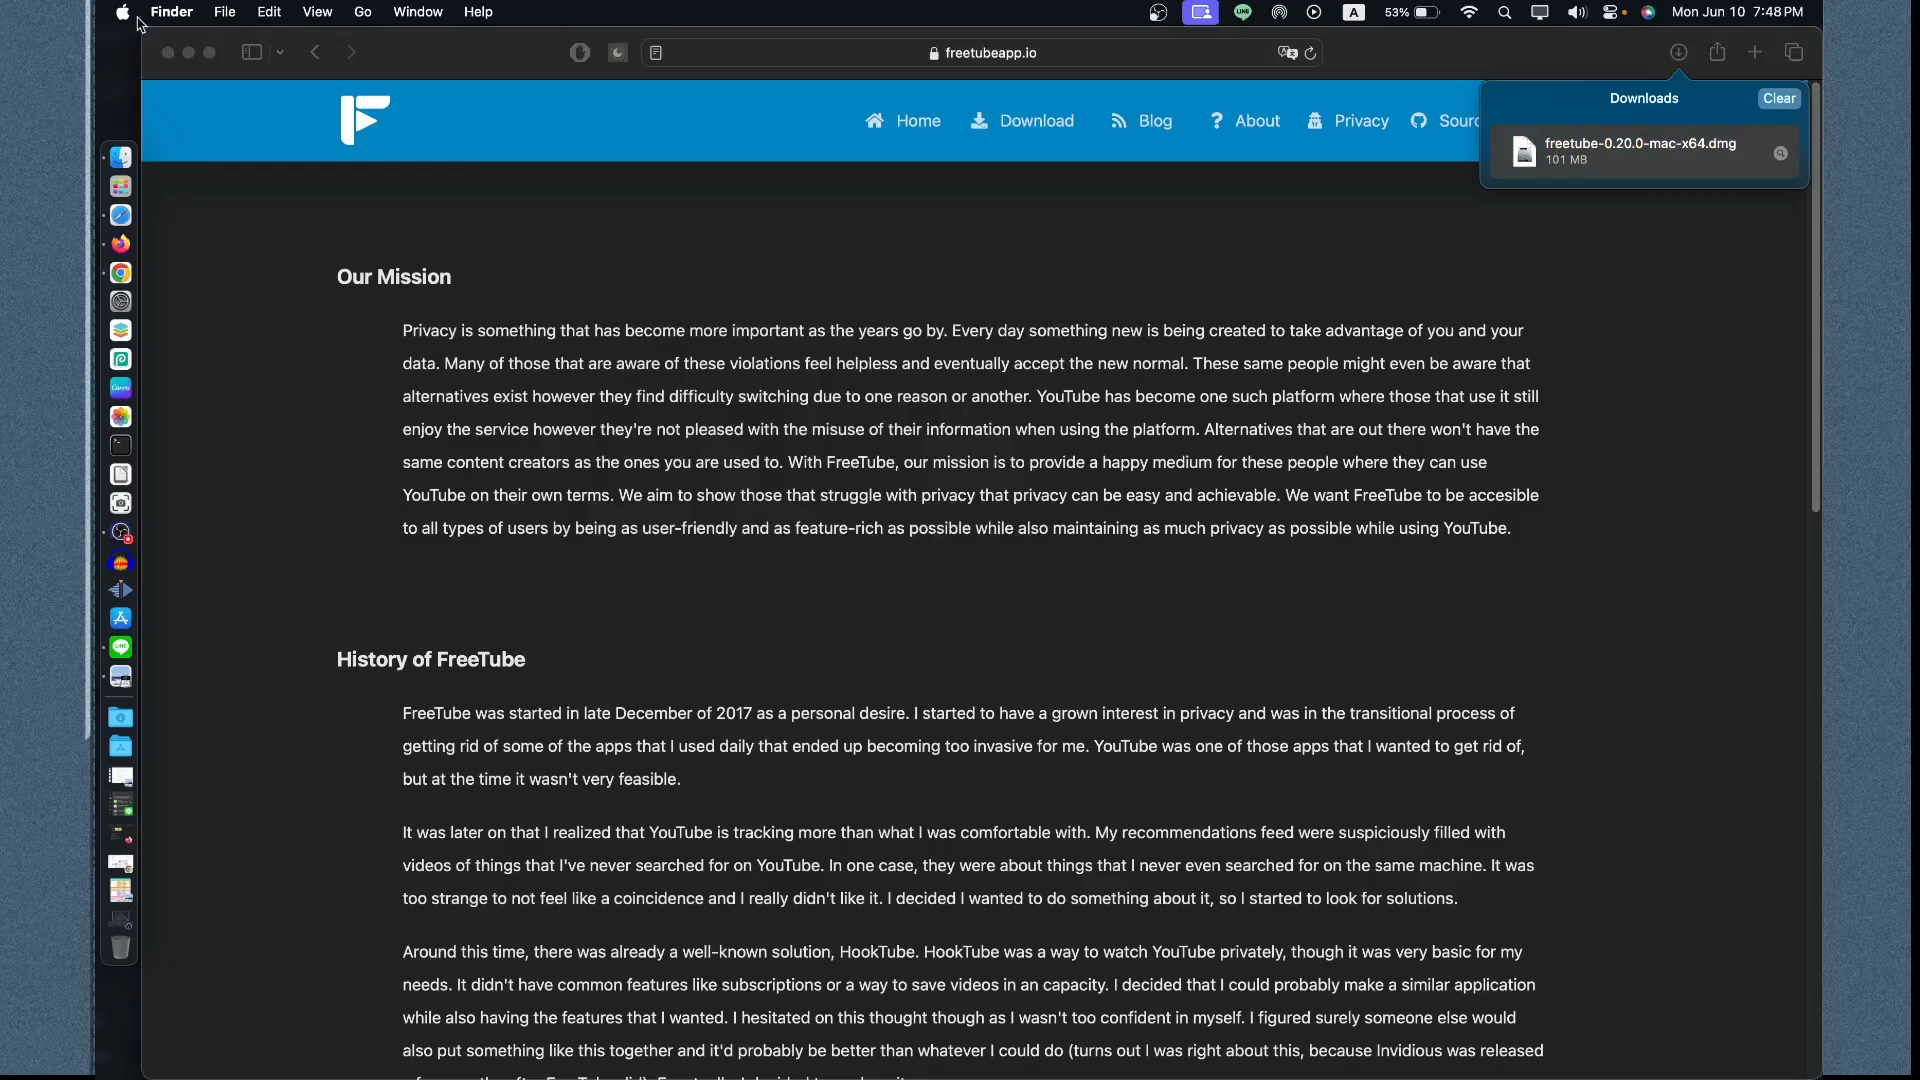 Finder File Edit View Go Window Help
A 53% Mon Jun 10 7:48 PM
freetubeapp.io
Home Download Blog ? About Privacy Sourc
Downloads Clear
freetube-0.20.0-mac-x64.dmg
101 MB
Canva
Our Mission
Privacy is something that has become more important as the years go by. Every day something new is being created to take advantage of you and your
data. Many of those that are aware of these violations feel helpless and eventually accept the new normal. These same people might even be aware that
alternatives exist however they find difficulty switching due to one reason or another. YouTube has become one such platform where those that use it still
enjoy the service however they're not pleased with the misuse of their information when using the platform. Alternatives that are out there won't have the
same content creators as the ones you are used to. With FreeTube, our mission is to provide a happy medium for these people where they can use
YouTube on their own terms. We aim to show those that struggle with privacy that privacy can be easy and achievable. We want FreeTube to be accesible
to all types of users by being as user-friendly and as feature-rich as possible while also maintaining as much privacy as possible while using YouTube.
History of FreeTube
FreeTube was started in late December of 2017 as a personal desire. I started to have a grown interest in privacy and was in the transitional process of
getting rid of some of the apps that I used daily that ended up becoming too invasive for me. YouTube was one of those apps that I wanted to get rid of,
but at the time it wasn't very feasible.
It was later on that I realized that YouTube is tracking more than what I was comfortable with. My recommendations feed were suspiciously filled with
videos of things that I've never searched for on YouTube. In one case, they were about things that I never even searched for on the same machine. It was
too strange to not feel like a coincidence and I really didn't like it. I decided I wanted to do something about it, so I started to look for solutions.
Around this time, there was already a well-known solution, HookTube. HookTube was a way to watch YouTube privately, though it was very basic for my
needs. It didn't have common features like subscriptions or a way to save videos in an capacity. I decided that I could probably make a similar application
while also having the features that I wanted. I hesitated on this thought though as I wasn't too confident in myself. I figured surely someone else would
also put something like this together and it'd probably be better than whatever I could do (turns out I was right about this, because Invidious was released